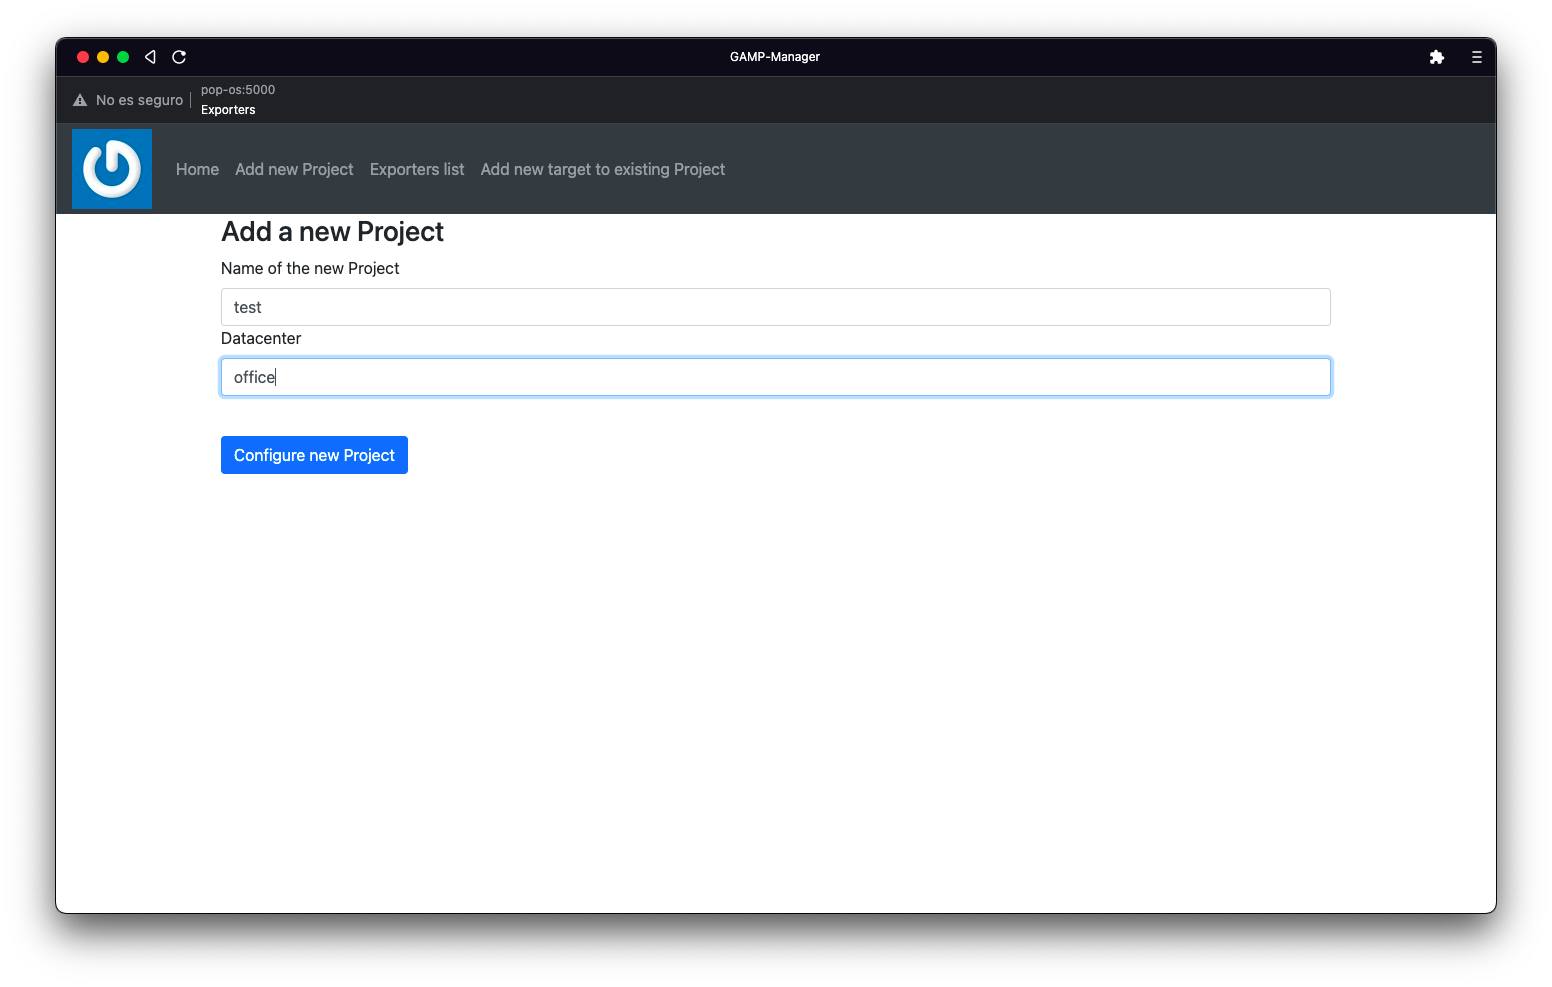 GAMP-Manager
No es seguro
pop-os:5000
Exporters
Home Add new Project Exporters list Add new target to existing Project
Add a new Project
Name of the new Project
test
Datacenter
office
Configure new Project